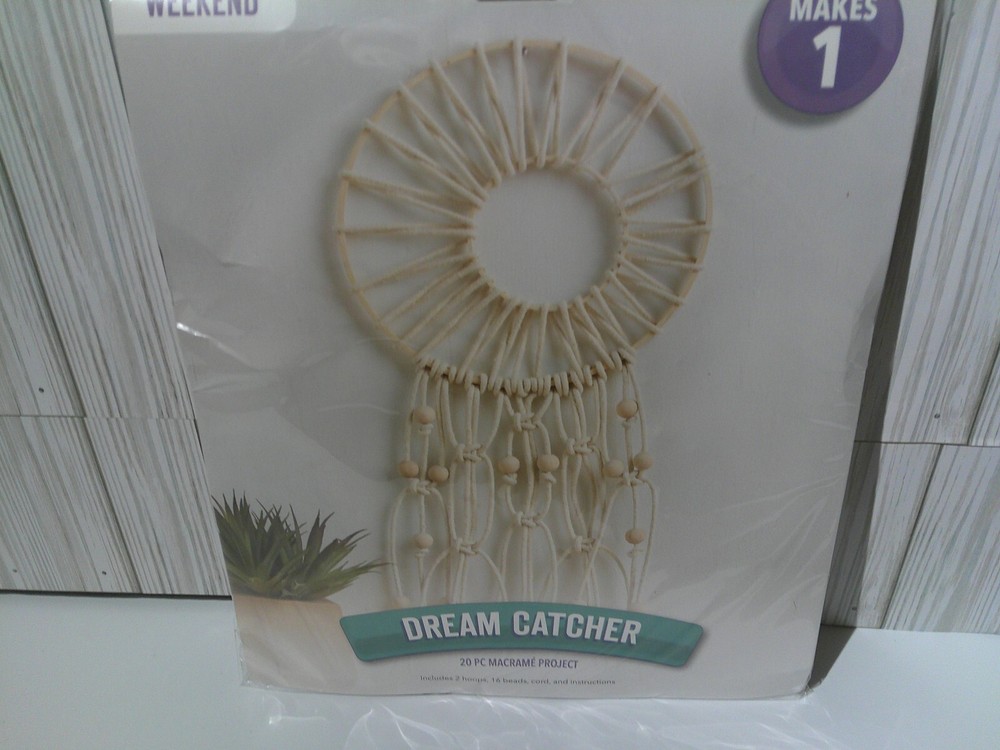 WEEKEND
MAKES
1
DREAM CATCHER
20 PC MACRAMÉ PROJECT
Includes 2 hoops, 16 beads, cord, and instructions